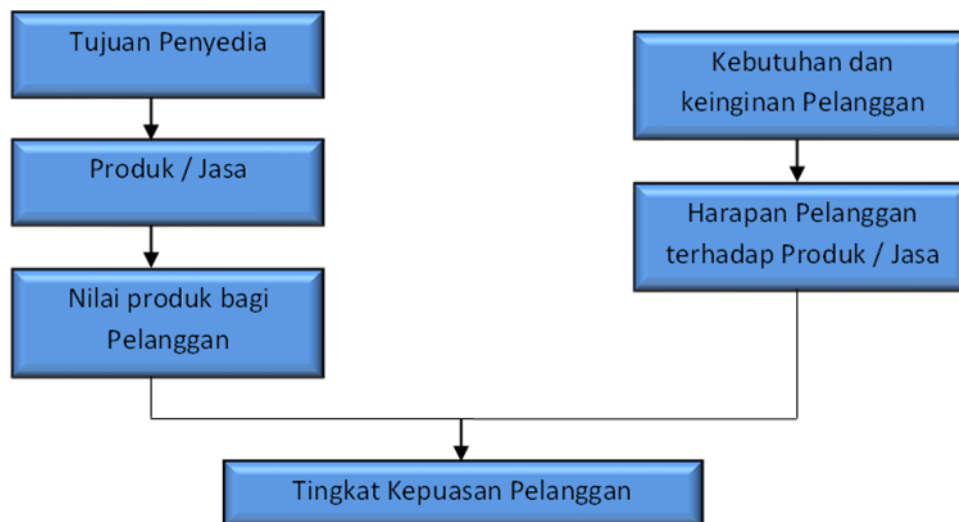 Tujuan Penyedia
Produk / Jasa
Nilai produk bagi
Pelanggan
Kebutuhan dan
keinginan Pelanggan
Harapan Pelanggan
terhadap Produk / Jasa
Tingkat Kepuasan Pelanggan